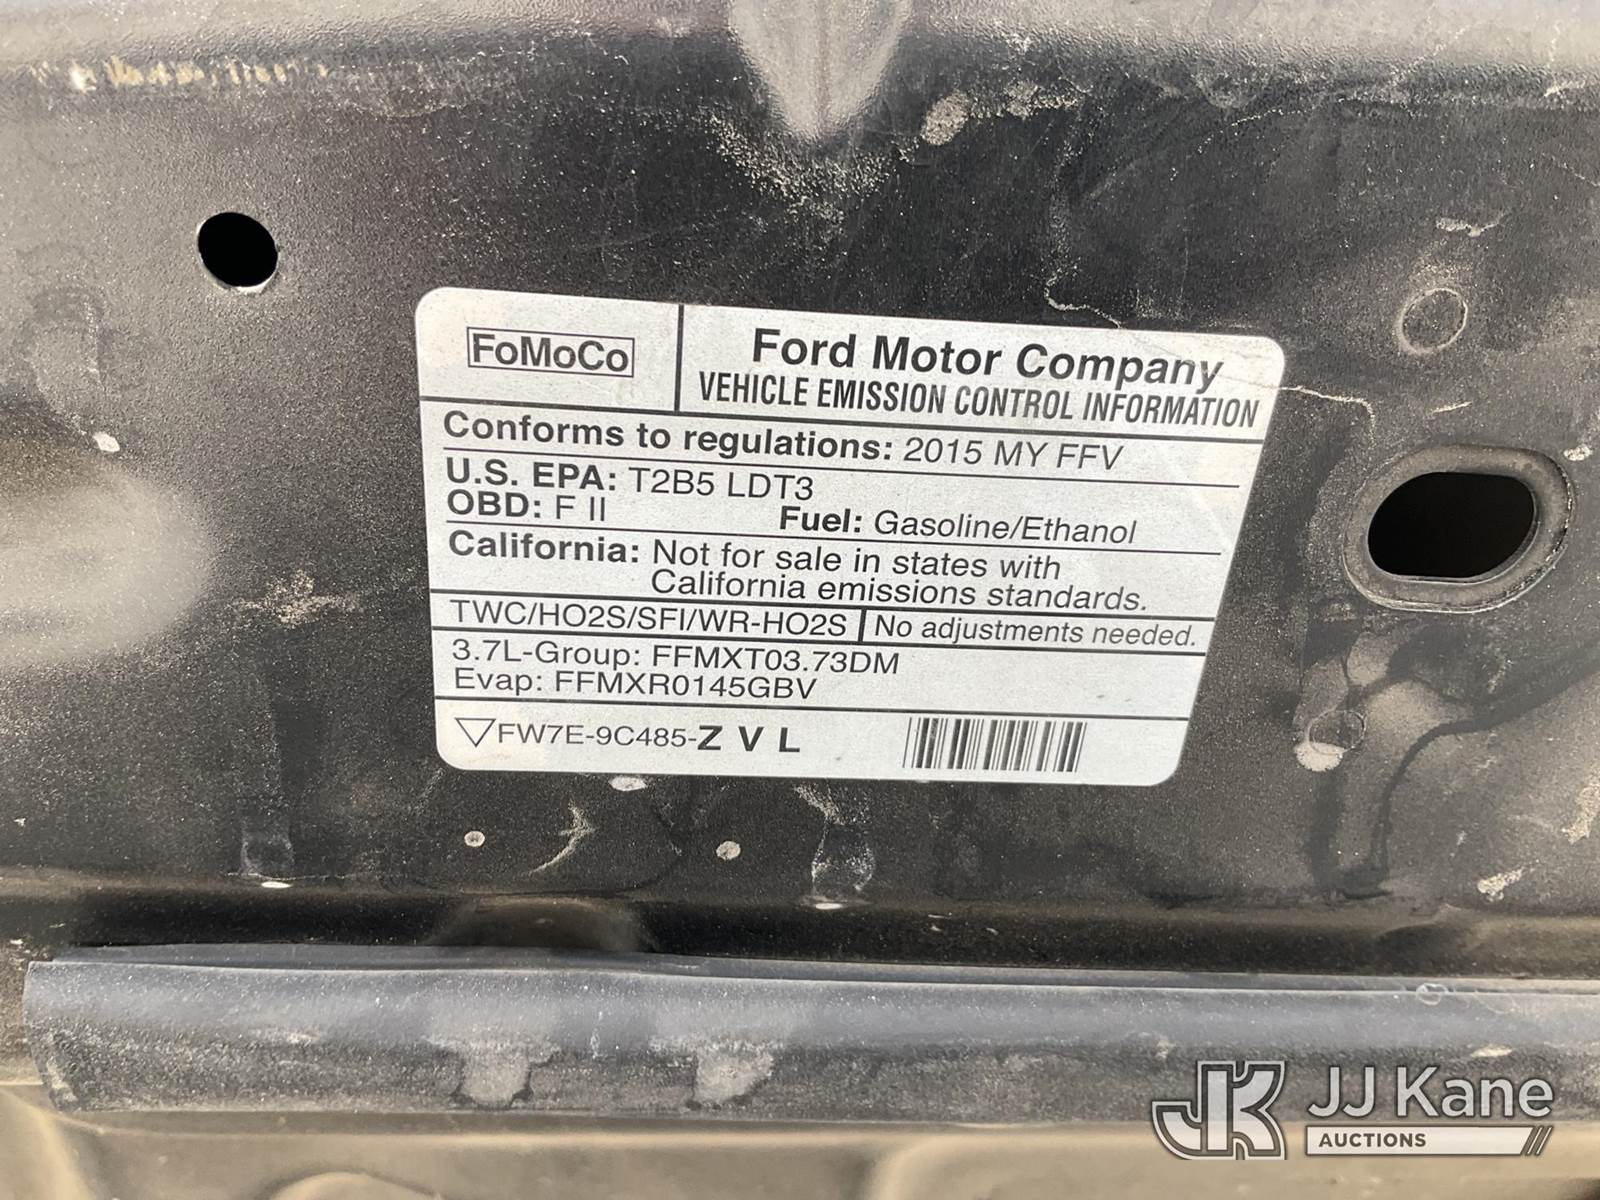 FoMoCo
Ford Motor Company
VEHICLE EMISSION CONTROL INFORMATION
Conforms to regulations: 2015 MY FFV
U.S. EPA: T2B5 LDT3
OBD: F II Fuel: Gasoline/Ethanol
California: Not for sale in states with
California emissions standards.
TWC/HO2S/SFI/WR-HO2S No adjustments needed.
3.7L-Group: FFMXT03.73DM
Evap: FFMXR0145GBV
FW7E-9C485-Z V L
JK JJ Kane
AUCTIONS